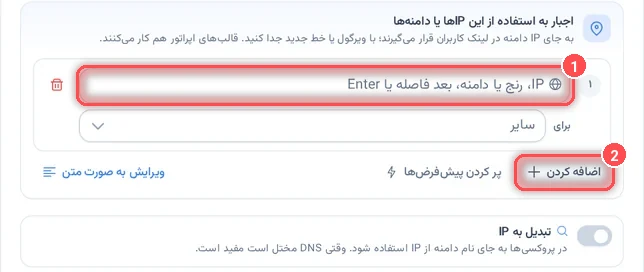 اجبار به استفاده از این IPها یا دامنه‌ها
به جای IP دامنه در لینک کاربران قرار می‌گیرند؛ با ویرگول یا خط جدید جدا کنید. قالب‌های اپراتور هم کار می‌کنند.
1
۱
IP، رنج یا دامنه، بعد فاصله یا Enter
برای
سایر
2
اضافه کردن
پر کردن پیش‌فرض‌ها
ویرایش به صورت متن
تبدیل به IP
در پروکسی‌ها به جای نام دامنه از IP استفاده شود. وقتی DNS مختل است مفید است.